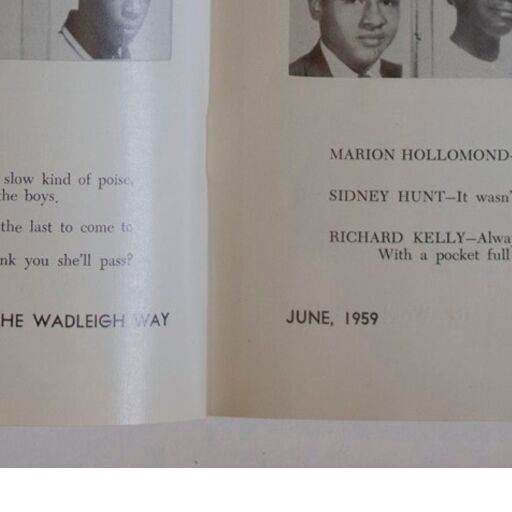 slow kind of poise,
the boys.
the last to come to
nk you she'll pass?
HE WADLEIGH WAY
MARION HOLLOMOND-
SIDNEY HUNT—It wasn'
RICHARD KELLY—Alway
With a pocket full
JUNE, 1959